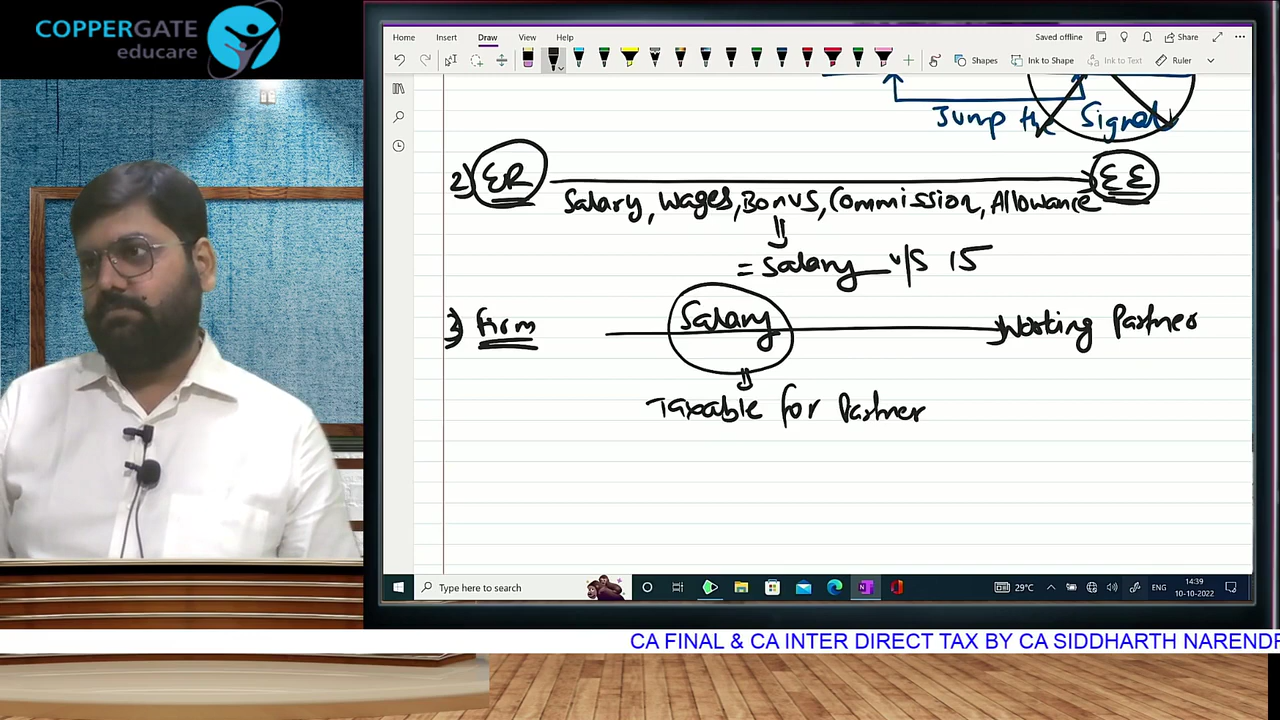 COPPERGATE
educare
Home Insert Draw View Help
Saved offline
Share
Shapes
Ink to Shape
Ink to Text
Ruler
Jump the Signal
2) ER EE
Salary, Wages, Bonus, Commission, Allowance
= Salary u/s 15
3) Firm Salary Working Partner
Taxable for Partner
Type here to search
29°C
ENG
14:39
10-10-2022
CA FINAL & CA INTER DIRECT TAX BY CA SIDDHARTH NARENDR